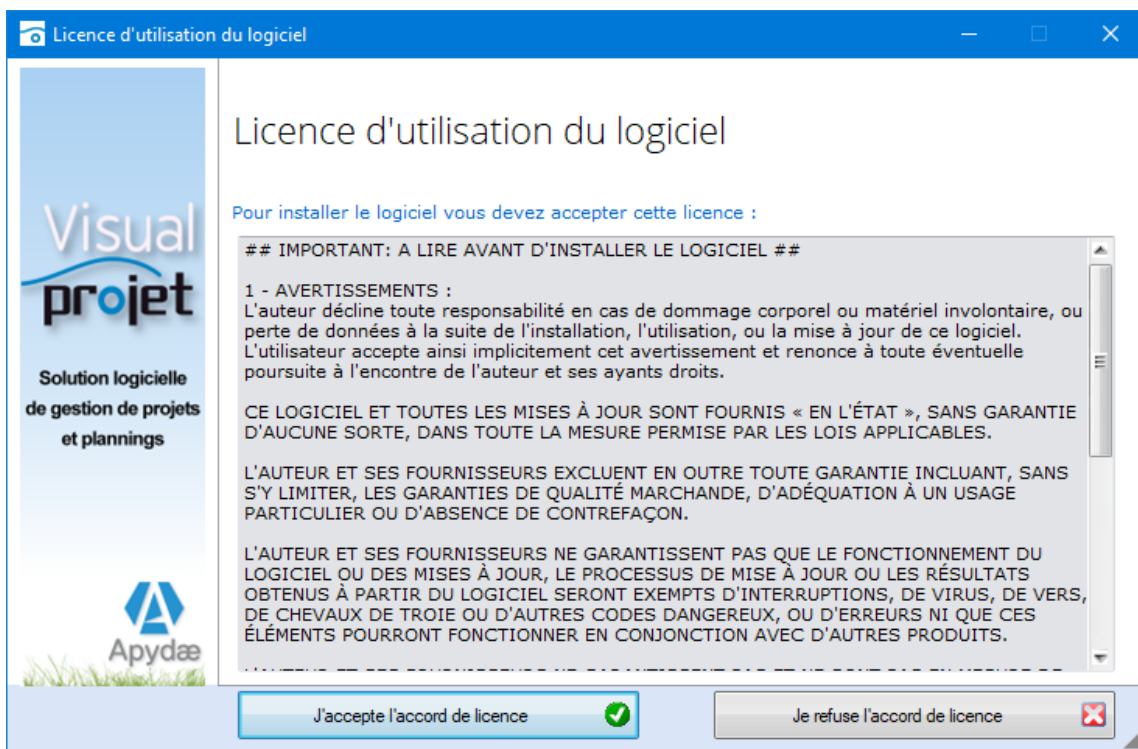 Licence d'utilisation du logiciel
Visual
projet
Solution logicielle
de gestion de projets
et plannings
Apydæ
Licence d'utilisation du logiciel
Pour installer le logiciel vous devez accepter cette licence :
## IMPORTANT: A LIRE AVANT D'INSTALLER LE LOGICIEL ##
1 - AVERTISSEMENTS :
L'auteur décline toute responsabilité en cas de dommage corporel ou matériel involontaire, ou
perte de données à la suite de l'installation, l'utilisation, ou la mise à jour de ce logiciel.
L'utilisateur accepte ainsi implicitement cet avertissement et renonce à toute éventuelle
poursuite à l'encontre de l'auteur et ses ayants droits.
CE LOGICIEL ET TOUTES LES MISES À JOUR SONT FOURNIS « EN L'ÉTAT », SANS GARANTIE
D'AUCUNE SORTE, DANS TOUTE LA MESURE PERMISE PAR LES LOIS APPLICABLES.
L'AUTEUR ET SES FOURNISSEURS EXCLUENT EN OUTRE TOUTE GARANTIE INCLUANT, SANS
S'Y LIMITER, LES GARANTIES DE QUALITÉ MARCHANDE, D'ADÉQUATION À UN USAGE
PARTICULIER OU D'ABSENCE DE CONTREFAÇON.
L'AUTEUR ET SES FOURNISSEURS NE GARANTISSENT PAS QUE LE FONCTIONNEMENT DU
LOGICIEL OU DES MISES À JOUR, LE PROCESSUS DE MISE À JOUR OU LES RÉSULTATS
OBTENUS À PARTIR DU LOGICIEL SERONT EXEMPTS D'INTERRUPTIONS, DE VIRUS, DE VERS,
DE CHEVAUX DE TROIE OU D'AUTRES CODES DANGEREUX, OU D'ERREURS NI QUE CES
ÉLÉMENTS POURRONT FONCTIONNER EN CONJONCTION AVEC D'AUTRES PRODUITS.
J'accepte l'accord de licence
Je refuse l'accord de licence